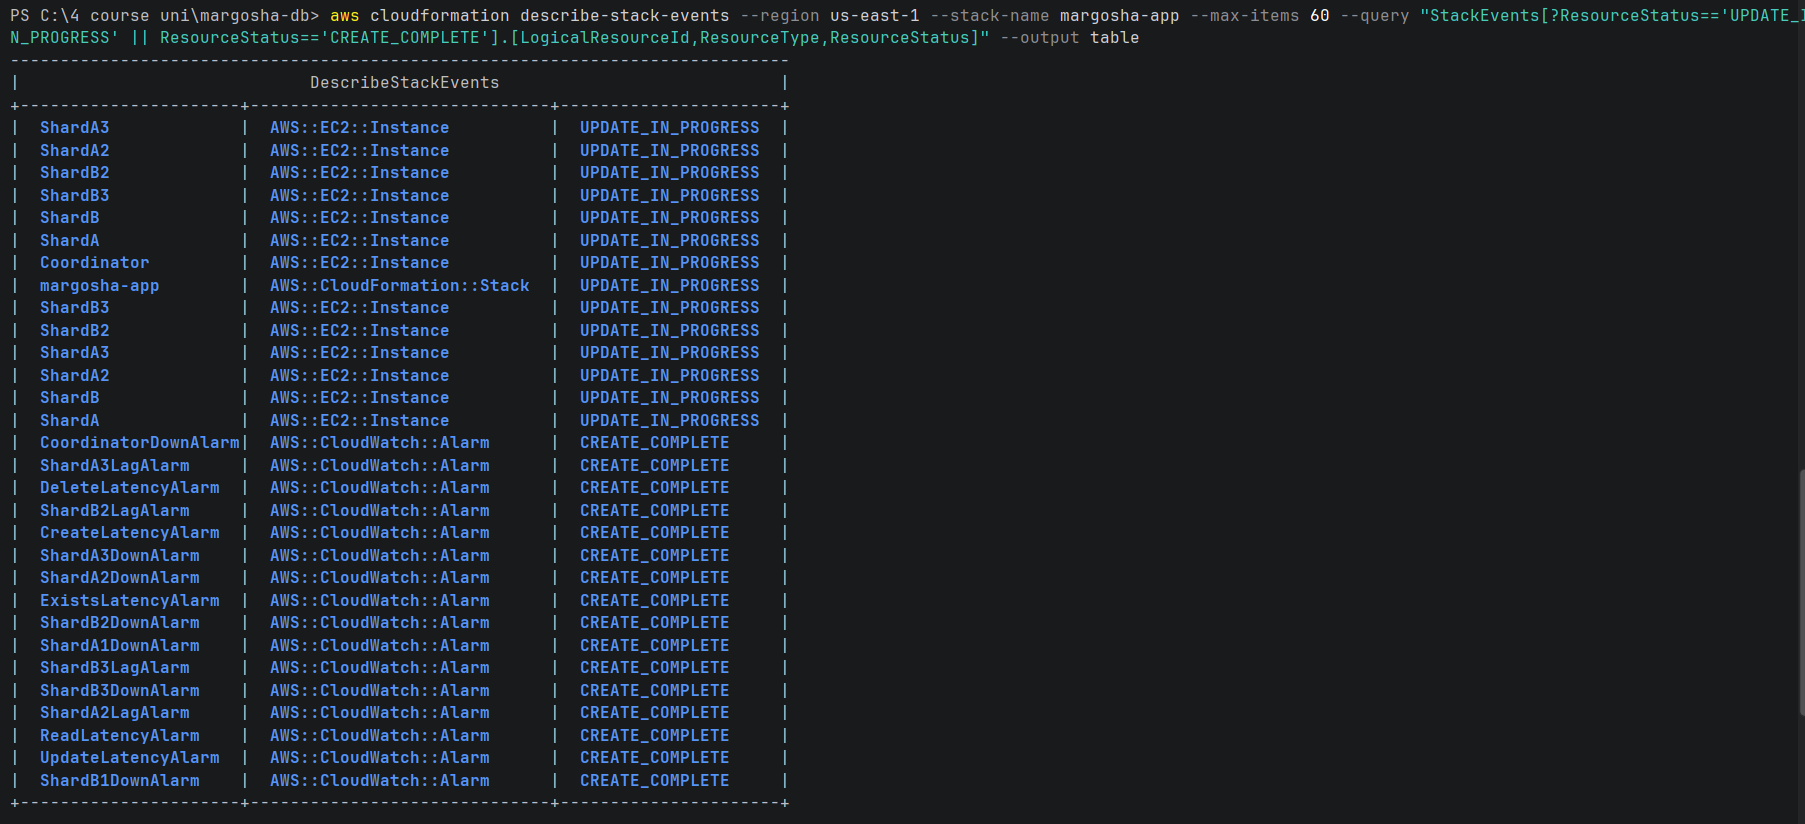 PS C:\4 course uni\margosha-db> aws cloudformation describe-stack-events --region us-east-1 --stack-name margosha-app --max-items 60 --query "StackEvents[?ResourceStatus=='UPDATE_I
N_PROGRESS' || ResourceStatus=='CREATE_COMPLETE'].[LogicalResourceId,ResourceType,ResourceStatus]" --output table
------------------------------------------------------------------------------
|                             DescribeStackEvents                            |
+----------------------+------------------------------+----------------------+
|  ShardA3             |  AWS::EC2::Instance          |  UPDATE_IN_PROGRESS  |
|  ShardA2             |  AWS::EC2::Instance          |  UPDATE_IN_PROGRESS  |
|  ShardB2             |  AWS::EC2::Instance          |  UPDATE_IN_PROGRESS  |
|  ShardB3             |  AWS::EC2::Instance          |  UPDATE_IN_PROGRESS  |
|  ShardB              |  AWS::EC2::Instance          |  UPDATE_IN_PROGRESS  |
|  ShardA              |  AWS::EC2::Instance          |  UPDATE_IN_PROGRESS  |
|  Coordinator         |  AWS::EC2::Instance          |  UPDATE_IN_PROGRESS  |
|  margosha-app        |  AWS::CloudFormation::Stack  |  UPDATE_IN_PROGRESS  |
|  ShardB3             |  AWS::EC2::Instance          |  UPDATE_IN_PROGRESS  |
|  ShardB2             |  AWS::EC2::Instance          |  UPDATE_IN_PROGRESS  |
|  ShardA3             |  AWS::EC2::Instance          |  UPDATE_IN_PROGRESS  |
|  ShardA2             |  AWS::EC2::Instance          |  UPDATE_IN_PROGRESS  |
|  ShardB              |  AWS::EC2::Instance          |  UPDATE_IN_PROGRESS  |
|  ShardA              |  AWS::EC2::Instance          |  UPDATE_IN_PROGRESS  |
|  CoordinatorDownAlarm|  AWS::CloudWatch::Alarm      |  CREATE_COMPLETE     |
|  ShardA3LagAlarm     |  AWS::CloudWatch::Alarm      |  CREATE_COMPLETE     |
|  DeleteLatencyAlarm  |  AWS::CloudWatch::Alarm      |  CREATE_COMPLETE     |
|  ShardB2LagAlarm     |  AWS::CloudWatch::Alarm      |  CREATE_COMPLETE     |
|  CreateLatencyAlarm  |  AWS::CloudWatch::Alarm      |  CREATE_COMPLETE     |
|  ShardA3DownAlarm    |  AWS::CloudWatch::Alarm      |  CREATE_COMPLETE     |
|  ShardA2DownAlarm    |  AWS::CloudWatch::Alarm      |  CREATE_COMPLETE     |
|  ExistsLatencyAlarm  |  AWS::CloudWatch::Alarm      |  CREATE_COMPLETE     |
|  ShardB2DownAlarm    |  AWS::CloudWatch::Alarm      |  CREATE_COMPLETE     |
|  ShardA1DownAlarm    |  AWS::CloudWatch::Alarm      |  CREATE_COMPLETE     |
|  ShardB3LagAlarm     |  AWS::CloudWatch::Alarm      |  CREATE_COMPLETE     |
|  ShardB3DownAlarm    |  AWS::CloudWatch::Alarm      |  CREATE_COMPLETE     |
|  ShardA2LagAlarm     |  AWS::CloudWatch::Alarm      |  CREATE_COMPLETE     |
|  ReadLatencyAlarm    |  AWS::CloudWatch::Alarm      |  CREATE_COMPLETE     |
|  UpdateLatencyAlarm  |  AWS::CloudWatch::Alarm      |  CREATE_COMPLETE     |
|  ShardB1DownAlarm    |  AWS::CloudWatch::Alarm      |  CREATE_COMPLETE     |
+----------------------+------------------------------+----------------------+